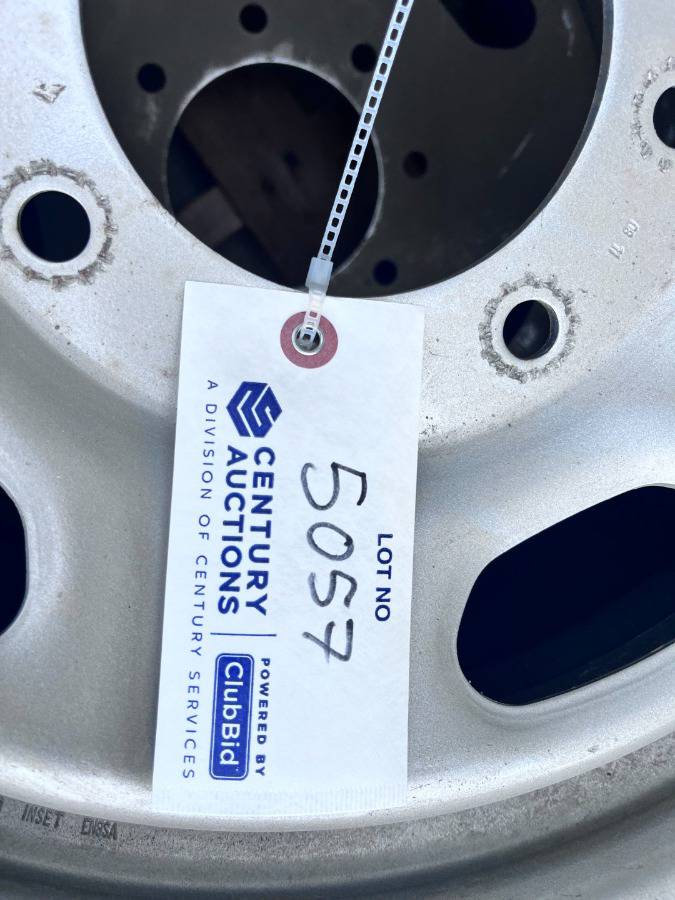 LOT NO
5057
CENTURY
AUCTIONS
POWERED BY
ClubBid
A DIVISION OF CENTURY SERVICES
INSET